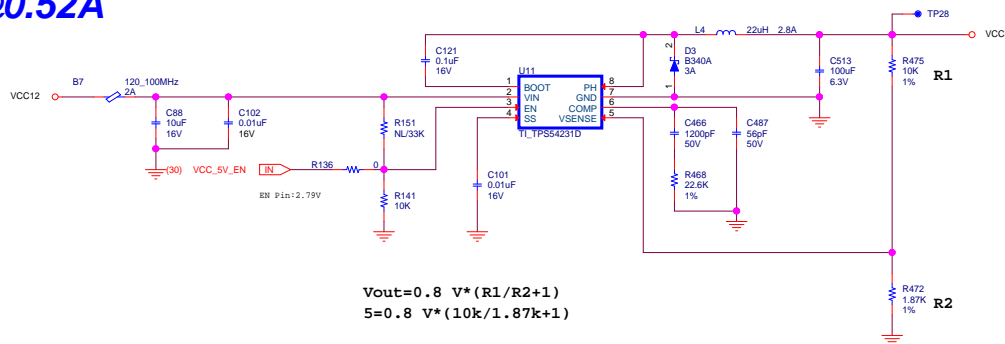 @0.52A
TP28
VCC
L4 22uH 2.8A
C121
0.1uF
16V
2
D3
B340A
3A
1
C513
100uF
6.3V
R475
10K
1%
R1
B7
120_100MHz
2A
VCC12
U11
1 BOOT PH 8
2 VIN GND 7
3 EN COMP 6
4 SS VSENSE 5
TI_TPS54231D
C88
10uF
16V
C102
0.01uF
16V
R151
NL/33K
C466
1200pF
50V
C487
56pF
50V
(30) VCC_5V_EN IN R136 0
EN Pin:2.79V
R141
10K
C101
0.01uF
16V
R468
22.6K
1%
R472
1.87K
1%
R2
Vout=0.8 V*(R1/R2+1)
5=0.8 V*(10k/1.87k+1)